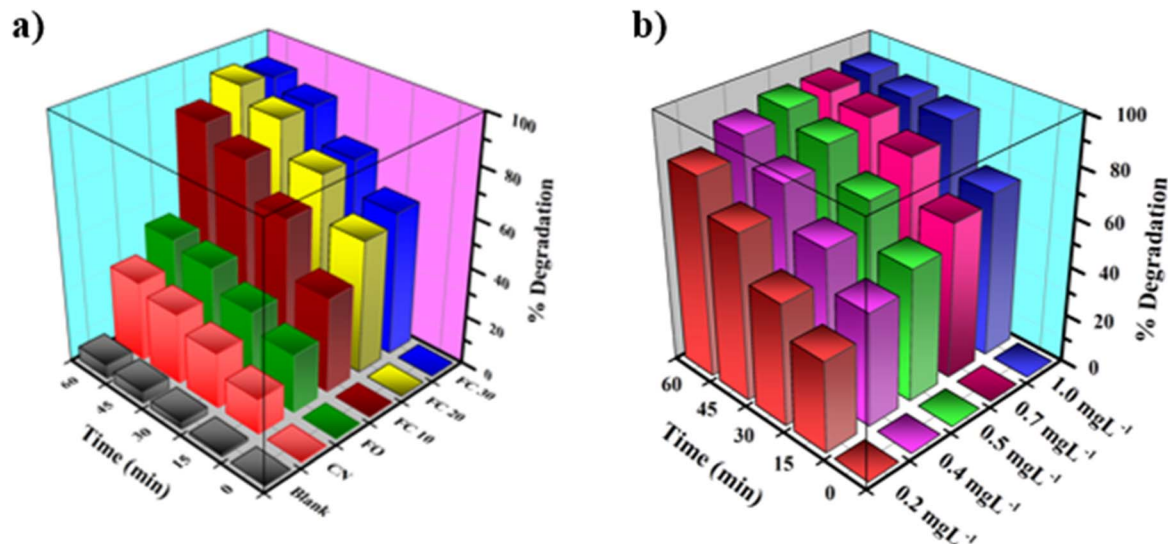 a)
100
80
60
40
20
0
% Degradation
60
45
30
15
0
Time (min)
Blank
CN
FO
FC 10
FC 20
FC 30
b)
100
80
60
40
20
0
% Degradation
60
45
30
15
0
Time (min)
0.2 mgL -1
0.4 mgL -1
0.5 mgL -1
0.7 mgL -1
1.0 mgL -1